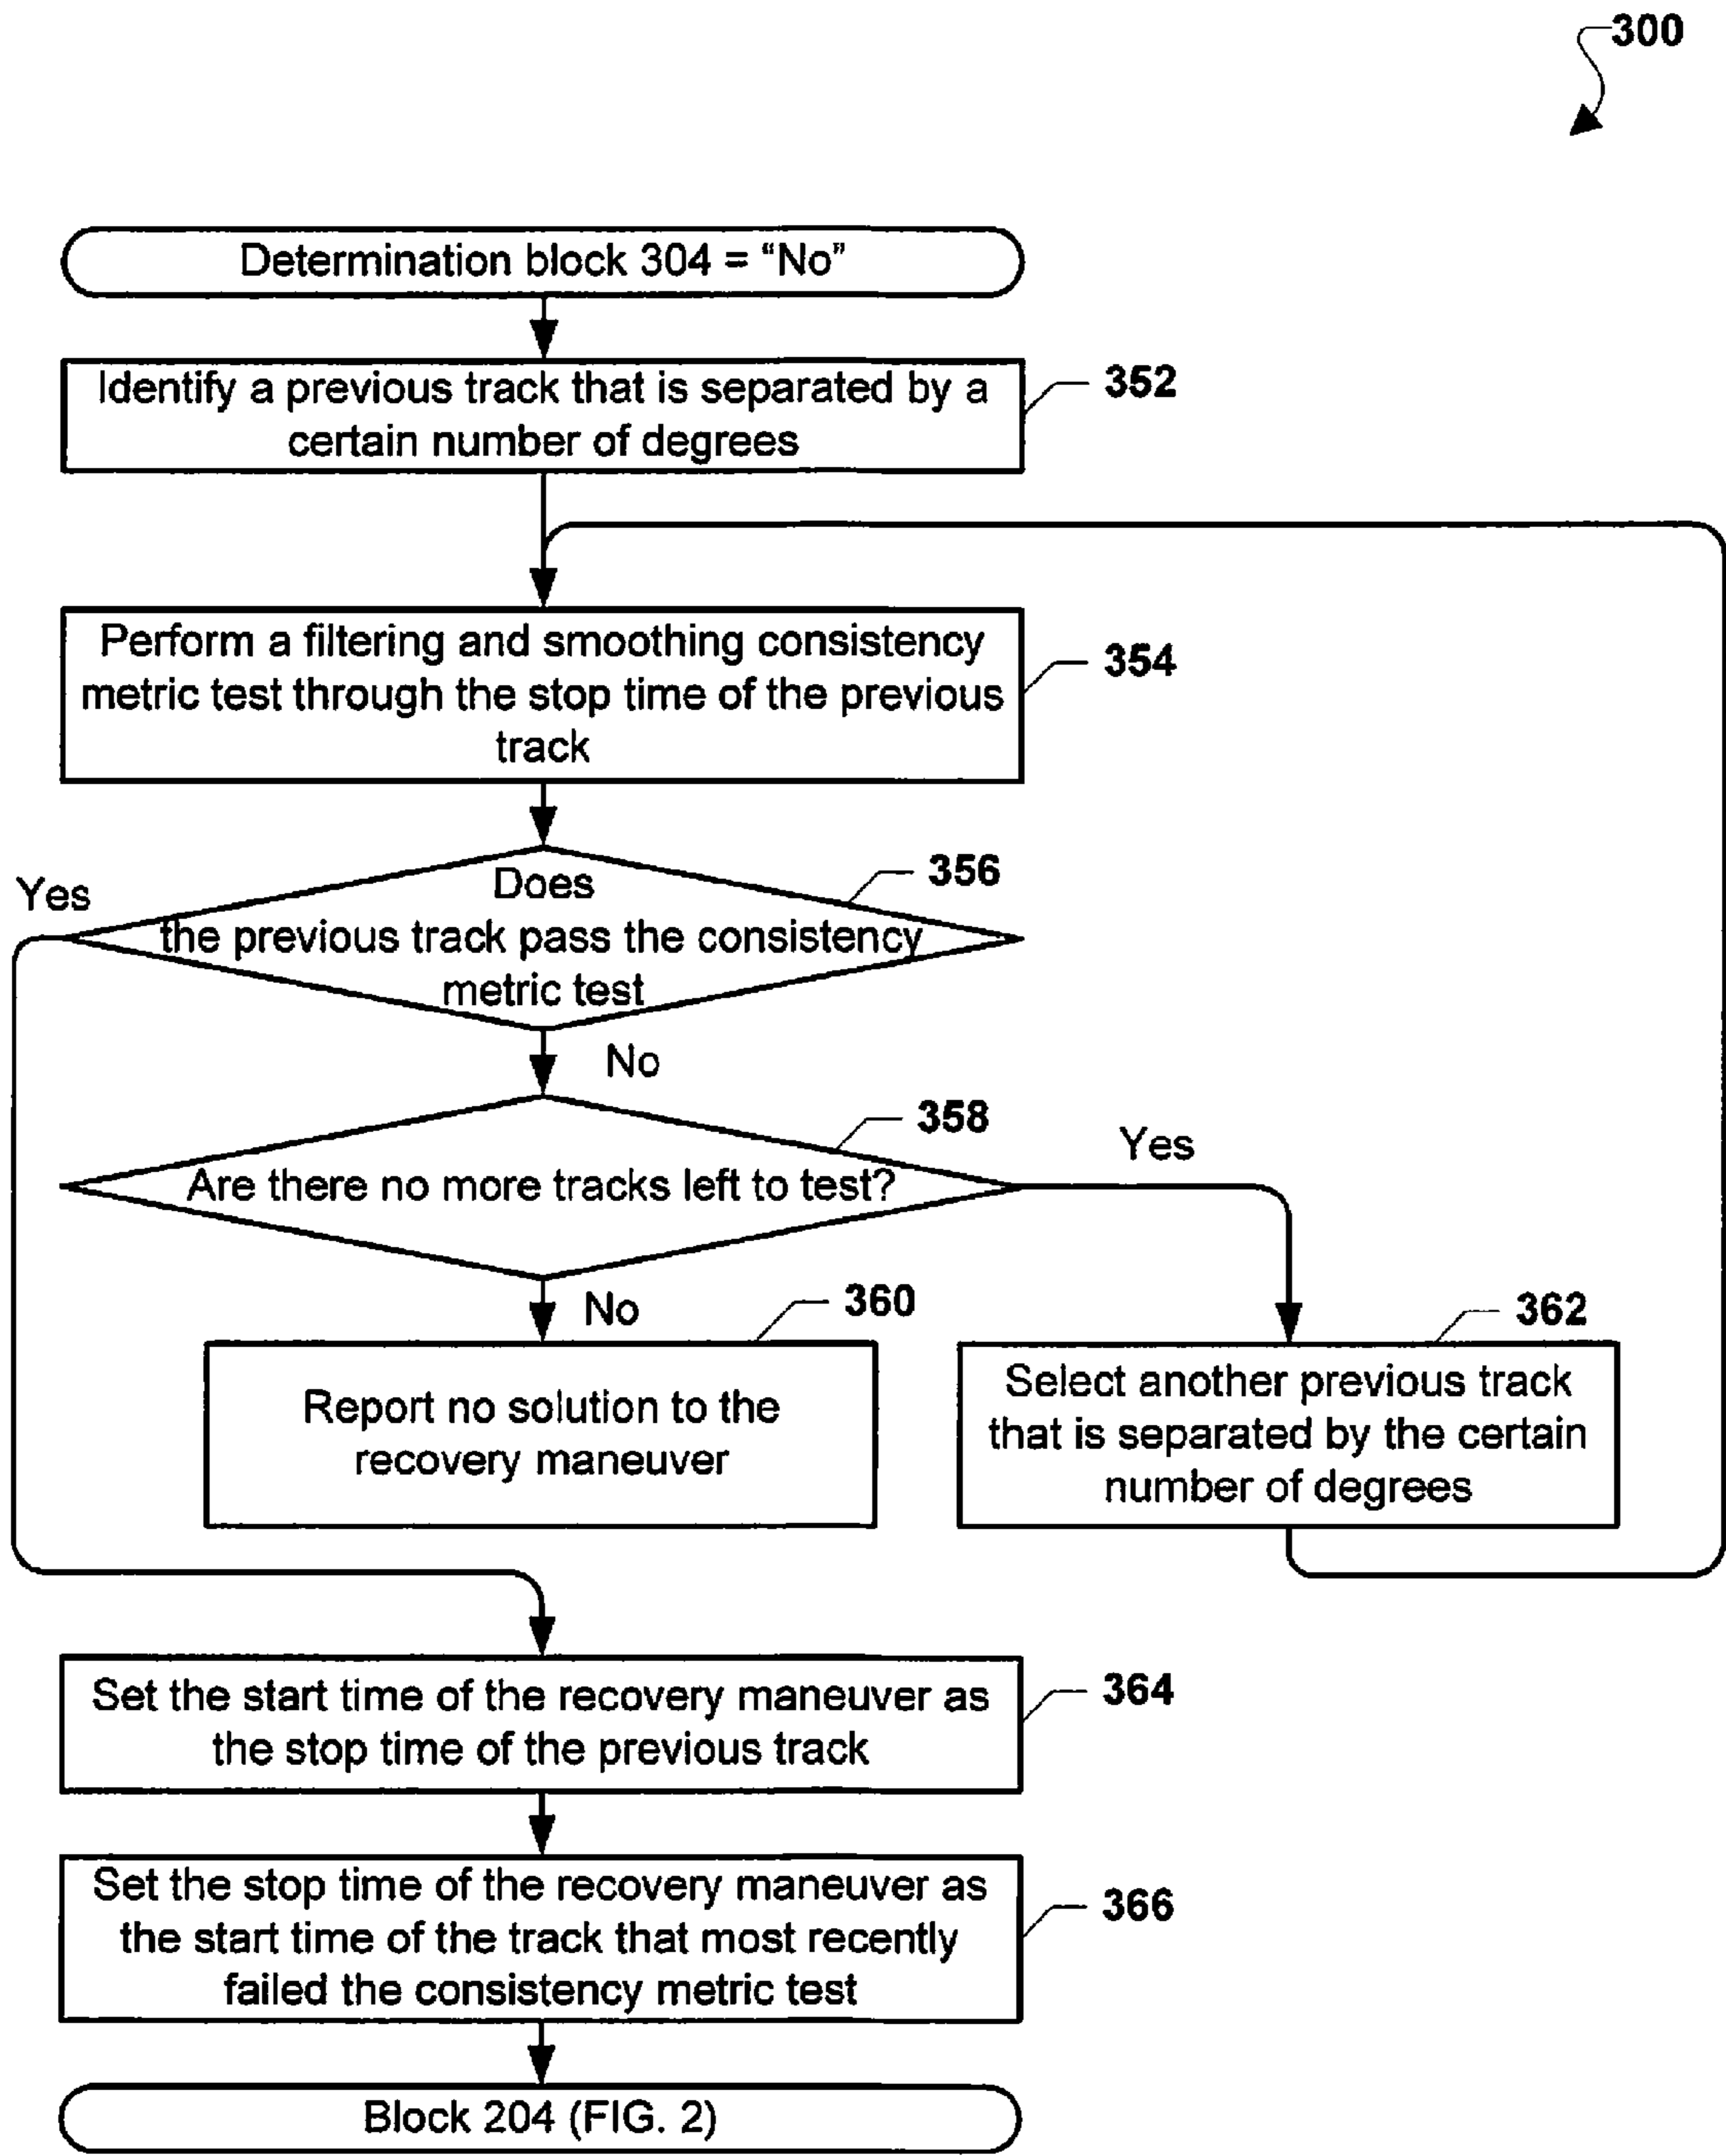 300
Determination block 304 = “No”
Identify a previous track that is separated by a
certain number of degrees
352
Perform a filtering and smoothing consistency
metric test through the stop time of the previous
track
354
Yes
Does
the previous track pass the consistency
metric test
356
No
358
Are there no more tracks left to test?
Yes
No
360
Report no solution to the
recovery maneuver
362
Select another previous track
that is separated by the certain
number of degrees
Set the start time of the recovery maneuver as
the stop time of the previous track
364
Set the stop time of the recovery maneuver as
the start time of the track that most recently
failed the consistency metric test
366
Block 204 (FIG. 2)